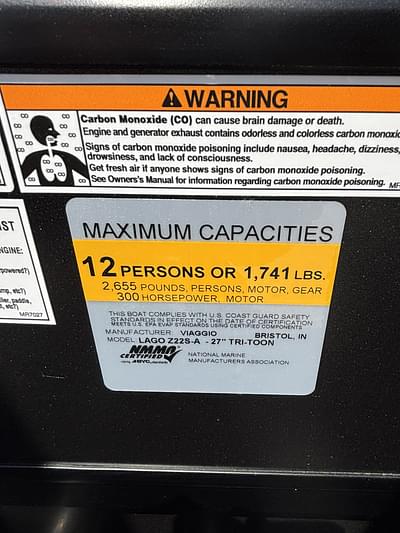 WARNING
Carbon Monoxide (CO) can cause brain damage or death.
Engine and generator exhaust contains odorless and colorless carbon
Signs of carbon monoxide poisoning include nausea, headache, dizziness,
drowsiness, and lack of consciousness.
Get fresh air if anyone shows signs of carbon monoxide poisoning.
See Owners's Manual for information regarding carbon monoxide poisoning.
ENGINE:
powered?)
etc?)
paddle,
etc?)
MR7027
MAXIMUM CAPACITIES
12 PERSONS OR 1,741 LBS.
2,655 POUNDS, PERSONS, MOTOR, GEAR
300 HORSEPOWER, MOTOR
THIS BOAT COMPLIES WITH U.S. COAST GUARD SAFETY
STANDARDS IN EFFECT ON THE DATE OF CERTIFICATION
MEETS U.S. EPA EVAP STANDARDS USING CERTIFIED COMPONENTS
MANUFACTURER: VIAGGIO BRISTOL, IN
MODEL: LAGO Z22S-A - 27" TRI-TOON
NMMA
CERTIFIED
NATIONAL MARINE
MANUFACTURERS ASSOCIATION